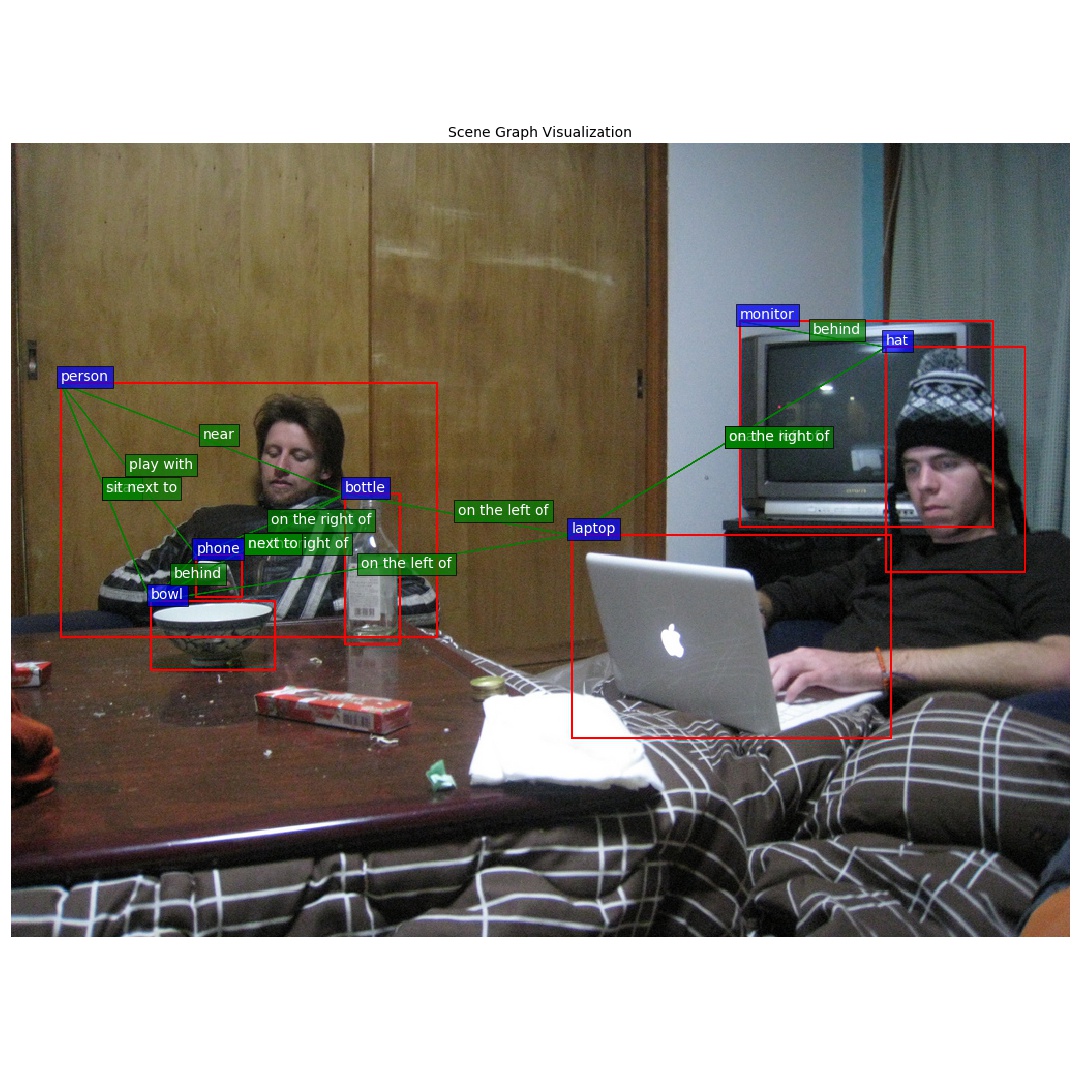 Scene Graph Visualization
monitor
behind
hat
person
near
on the right of
play with
sit next to
bottle
on the left of
on the right of
laptop
next to
right of
phone
on the left of
behind
bowl